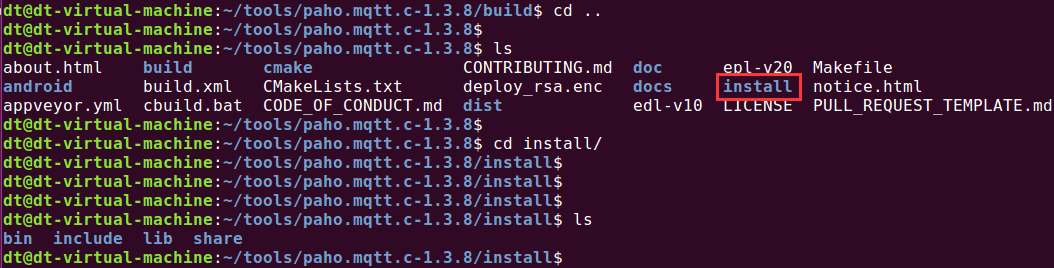 dt@dt-virtual-machine:~/tools/paho.mqtt.c-1.3.8/build$ cd ..
dt@dt-virtual-machine:~/tools/paho.mqtt.c-1.3.8$
dt@dt-virtual-machine:~/tools/paho.mqtt.c-1.3.8$ ls
about.html build cmake CONTRIBUTING.md doc epl-v20 Makefile
android build.xml CMakeLists.txt deploy_rsa.enc docs install notice.html
appveyor.yml cbuild.bat CODE_OF_CONDUCT.md dist edl-v10 LICENSE PULL_REQUEST_TEMPLATE.md
dt@dt-virtual-machine:~/tools/paho.mqtt.c-1.3.8$
dt@dt-virtual-machine:~/tools/paho.mqtt.c-1.3.8$ cd install/
dt@dt-virtual-machine:~/tools/paho.mqtt.c-1.3.8/install$
dt@dt-virtual-machine:~/tools/paho.mqtt.c-1.3.8/install$
dt@dt-virtual-machine:~/tools/paho.mqtt.c-1.3.8/install$
dt@dt-virtual-machine:~/tools/paho.mqtt.c-1.3.8/install$ ls
bin include lib share
dt@dt-virtual-machine:~/tools/paho.mqtt.c-1.3.8/install$